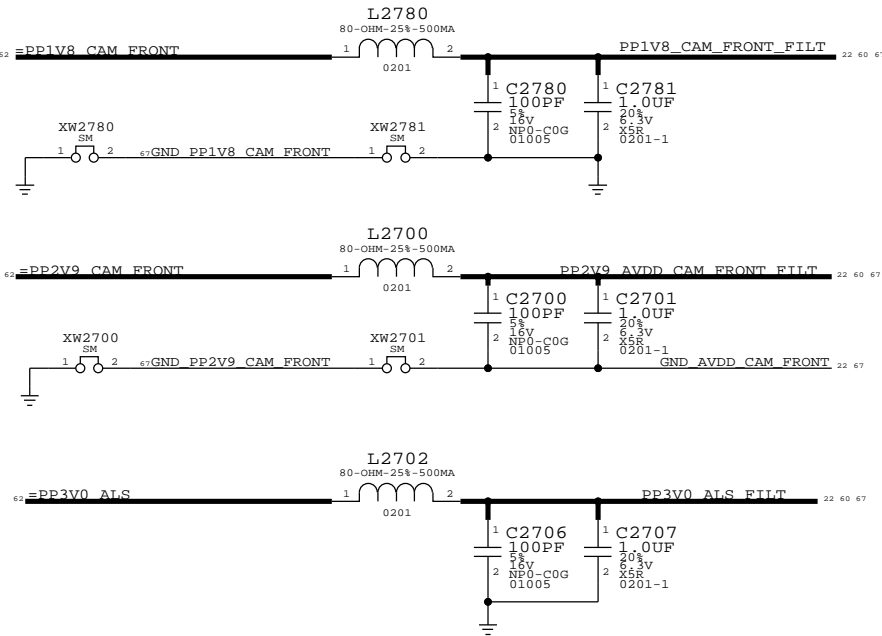 L2780
80-OHM-25%-500MA
62 =PP1V8_CAM_FRONT 1 2 PP1V8_CAM_FRONT_FILT 22 60 67
0201
1 C2780 1 C2781
100PF 1.0UF
5% 20%
16V 6.3V
2 NP0-C0G 2 X5R
01005 0201-1
XW2780 XW2781
SM SM
1 2 67 GND_PP1V8_CAM_FRONT 1 2
L2700
80-OHM-25%-500MA
62 =PP2V9_CAM_FRONT 1 2 PP2V9_AVDD_CAM_FRONT_FILT 22 60 67
0201
1 C2700 1 C2701
100PF 1.0UF
5% 20%
16V 6.3V
2 NP0-C0G 2 X5R
01005 0201-1
XW2700 XW2701
SM SM
1 2 67 GND_PP2V9_CAM_FRONT 1 2 GND_AVDD_CAM_FRONT 22 67
L2702
80-OHM-25%-500MA
62 =PP3V0_ALS 1 2 PP3V0_ALS_FILT 22 60 67
0201
1 C2706 1 C2707
100PF 1.0UF
5% 20%
16V 6.3V
2 NP0-C0G 2 X5R
01005 0201-1